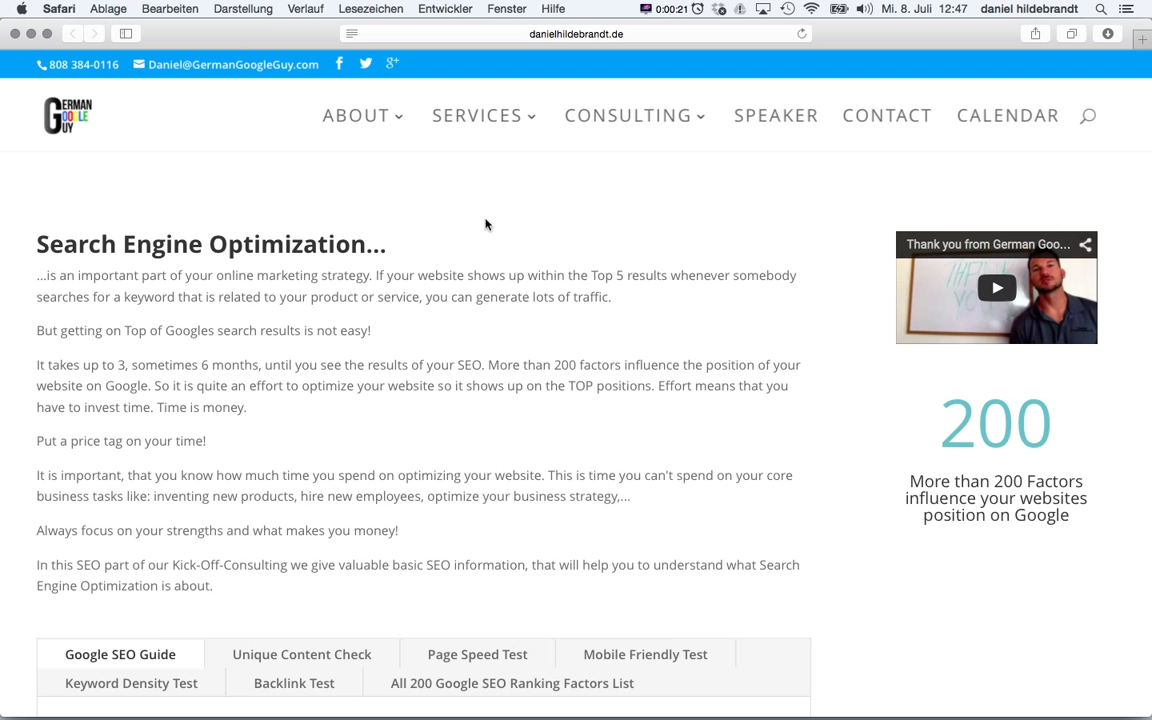 Safari Ablage Bearbeiten Darstellung Verlauf Lesezeichen Entwickler Fenster Hilfe 0:00:21 Mi. 8. Juli 12:47 daniel hildebrandt
danielhildebrandt.de
808 384-0116 Daniel@GermanGoogleGuy.com
GERMAN
GOOGLE
GUY
ABOUT SERVICES CONSULTING SPEAKER CONTACT CALENDAR
Search Engine Optimization...
...is an important part of your online marketing strategy. If your website shows up within the Top 5 results whenever somebody
searches for a keyword that is related to your product or service, you can generate lots of traffic.
But getting on Top of Googles search results is not easy!
It takes up to 3, sometimes 6 months, until you see the results of your SEO. More than 200 factors influence the position of your
website on Google. So it is quite an effort to optimize your website so it shows up on the TOP positions. Effort means that you
have to invest time. Time is money.
Put a price tag on your time!
It is important, that you know how much time you spend on optimizing your website. This is time you can't spend on your core
business tasks like: inventing new products, hire new employees, optimize your business strategy,...
Always focus on your strengths and what makes you money!
In this SEO part of our Kick-Off-Consulting we give valuable basic SEO information, that will help you to understand what Search
Engine Optimization is about.
Thank you from German Goo...
THANK
YOU
200
More than 200 Factors
influence your websites
position on Google
Google SEO Guide Unique Content Check Page Speed Test Mobile Friendly Test
Keyword Density Test Backlink Test All 200 Google SEO Ranking Factors List